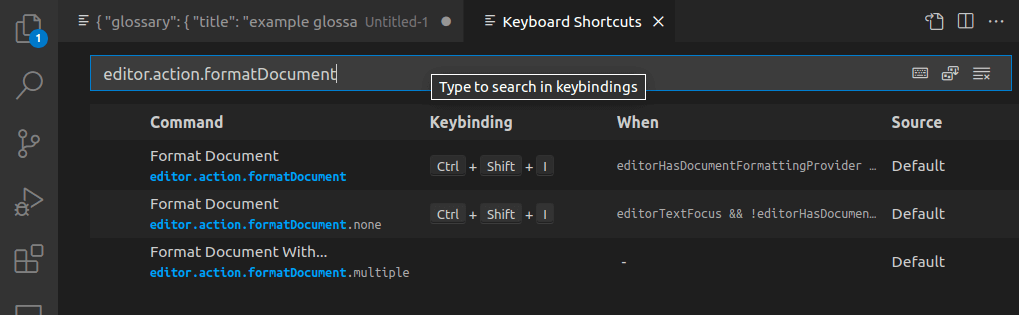 { "glossary": { "title": "example glossa Untitled-1
Keyboard Shortcuts
1
editor.action.formatDocument
Type to search in keybindings
Command Keybinding When Source
Format Document
editor.action.formatDocument
Ctrl + Shift + I
editorHasDocumentFormattingProvider …
Default
Format Document
editor.action.formatDocument.none
Ctrl + Shift + I
editorTextFocus && !editorHasDocumen…
Default
Format Document With...
editor.action.formatDocument.multiple
-
Default